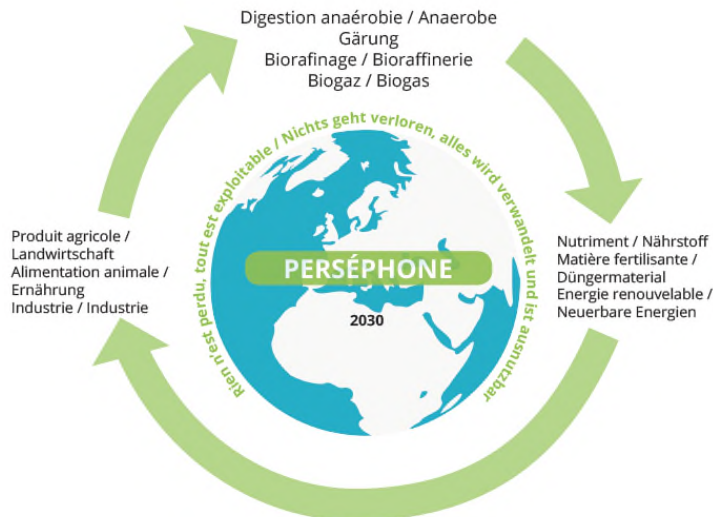 Digestion anaérobie / Anaerobe
Gärung
Biorafinage / Bioraffinerie
Biogaz / Biogas
Rien n'est perdu, tout est exploitable / Nichts geht verloren, alles wird verwandelt und ist ausnutzbar
Produit agricole /
Landwirtschaft
Alimentation animale /
Ernährung
Industrie / Industrie
PERSÉPHONE
2030
Nutriment / Nährstoff
Matière fertilisante /
Düngermaterial
Energie renouvelable /
Neuerbare Energien